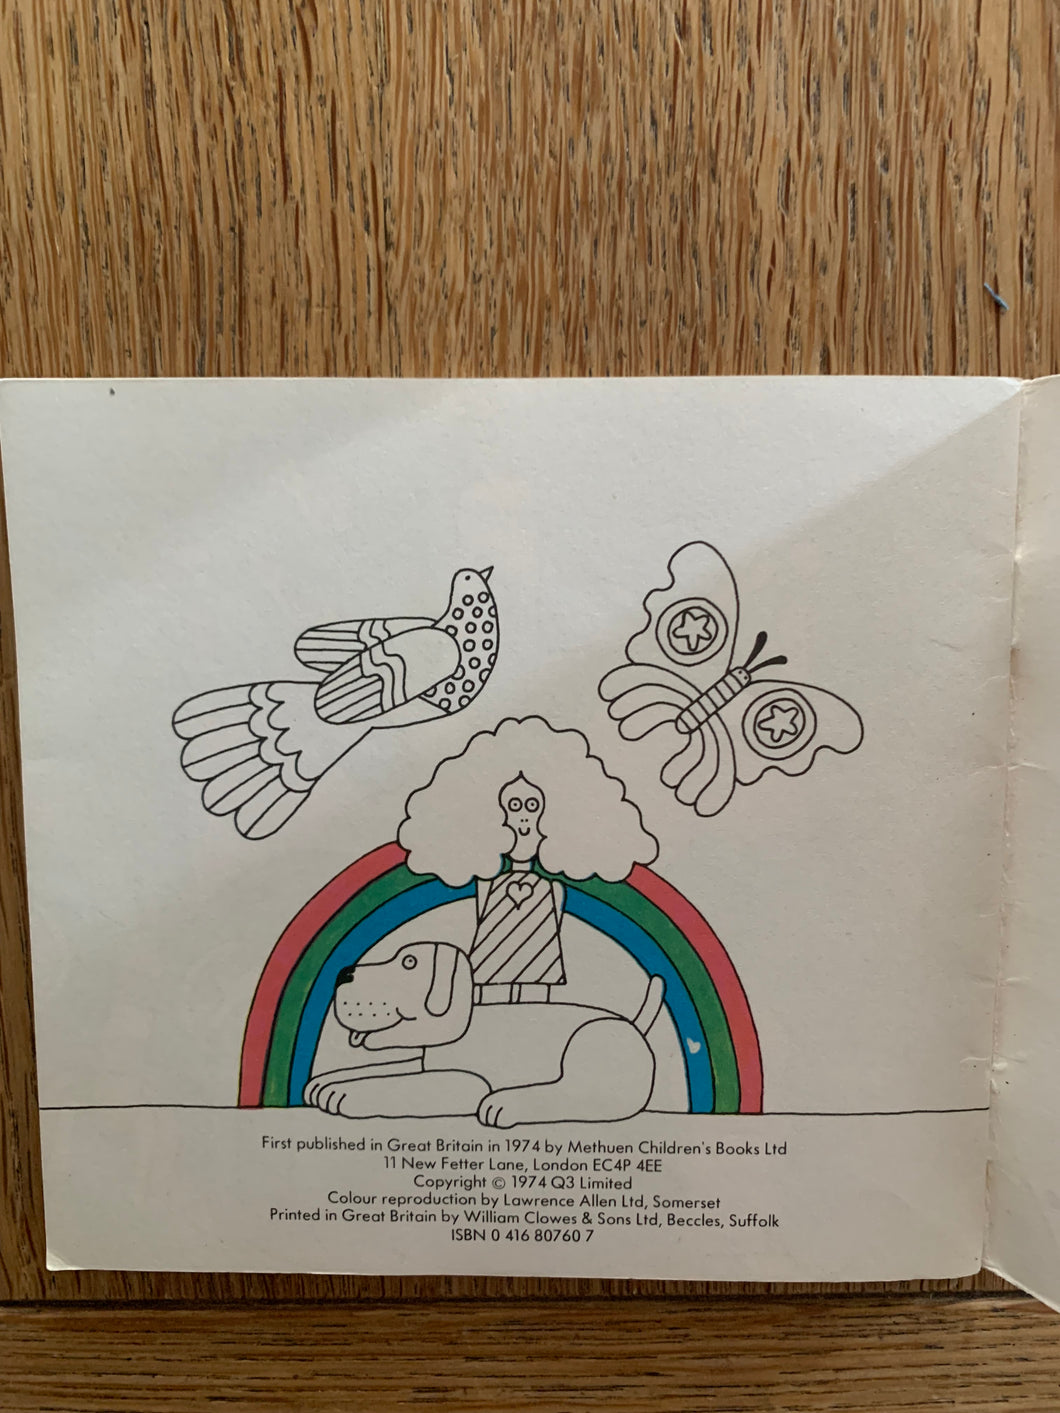 First published in Great Britain in 1974 by Methuen Children's Books Ltd
11 New Fetter Lane, London EC4P 4EE
Copyright © 1974 Q3 Limited
Colour reproduction by Lawrence Allen Ltd, Somerset
Printed in Great Britain by William Clowes & Sons Ltd, Beccles, Suffolk
ISBN 0 416 80760 7